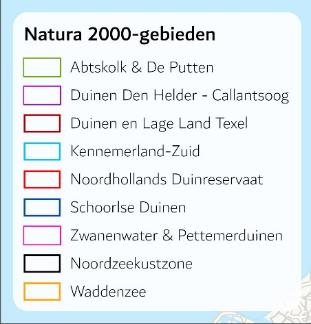 Natura 2000-gebieden
Abtskolk & De Putten
Duinen Den Helder - Callantsoog
Duinen en Lage Land Texel
Kennemerland-Zuid
Noordhollands Duinreservaat
Schoorlse Duinen
Zwanenwater & Pettemerduinen
Noordzeekustzone
Waddenzee